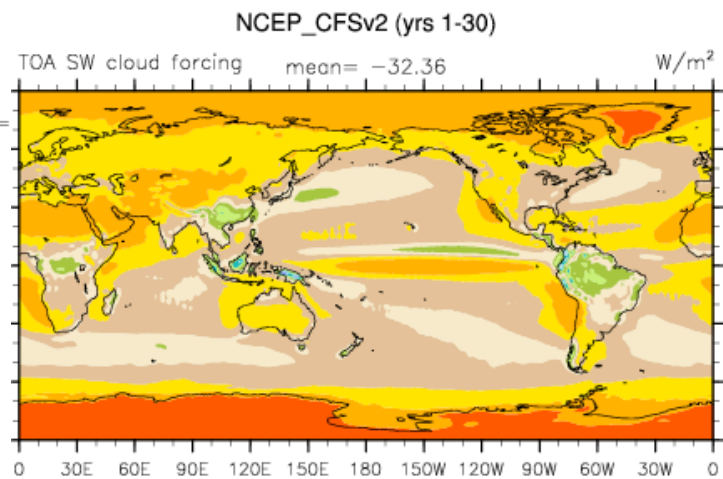 NCEP_CFSv2 (yrs 1-30)
TOA SW cloud forcing mean= −32.36 W/m²
=
0 30E 60E 90E 120E 150E 180 150W 120W 90W 60W 30W 0